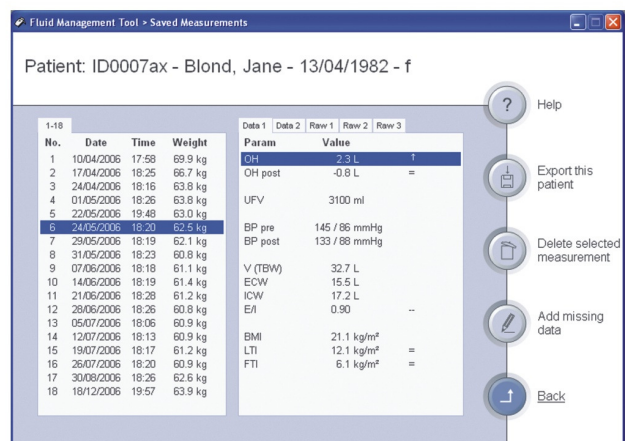 Fluid Management Tool > Saved Measurements
Patient: ID0007ax - Blond, Jane - 13/04/1982 - f
?
Help
1-18
No. Date Time Weight
1 10/04/2006 17:58 69.9 kg
2 17/04/2006 18:25 66.7 kg
3 24/04/2006 18:16 63.8 kg
4 01/05/2006 18:26 63.8 kg
5 22/05/2006 19:48 63.0 kg
6 24/05/2006 18:20 62.5 kg
7 29/05/2006 18:19 62.1 kg
8 31/05/2006 18:23 60.8 kg
9 07/06/2006 18:18 61.1 kg
10 14/06/2006 18:19 61.4 kg
11 21/06/2006 18:28 61.2 kg
12 28/06/2006 18:26 60.8 kg
13 05/07/2006 18:06 60.9 kg
14 12/07/2006 18:13 60.9 kg
15 19/07/2006 18:17 61.2 kg
16 26/07/2006 18:20 60.9 kg
17 30/08/2006 18:26 62.6 kg
18 18/12/2006 19:57 63.9 kg
Data 1 Data 2 Raw 1 Raw 2 Raw 3
Param Value
OH 2.3 L ↑
OH post -0.8 L =
UFV 3100 ml
BP pre 145 / 86 mmHg
BP post 133 / 88 mmHg
V (TBW) 32.7 L
ECW 15.5 L
ICW 17.2 L
E/I 0.90 --
BMI 21.1 kg/m²
LTI 12.1 kg/m² =
FTI 6.1 kg/m² =
Export this
patient
Delete selected
measurement
Add missing
data
Back